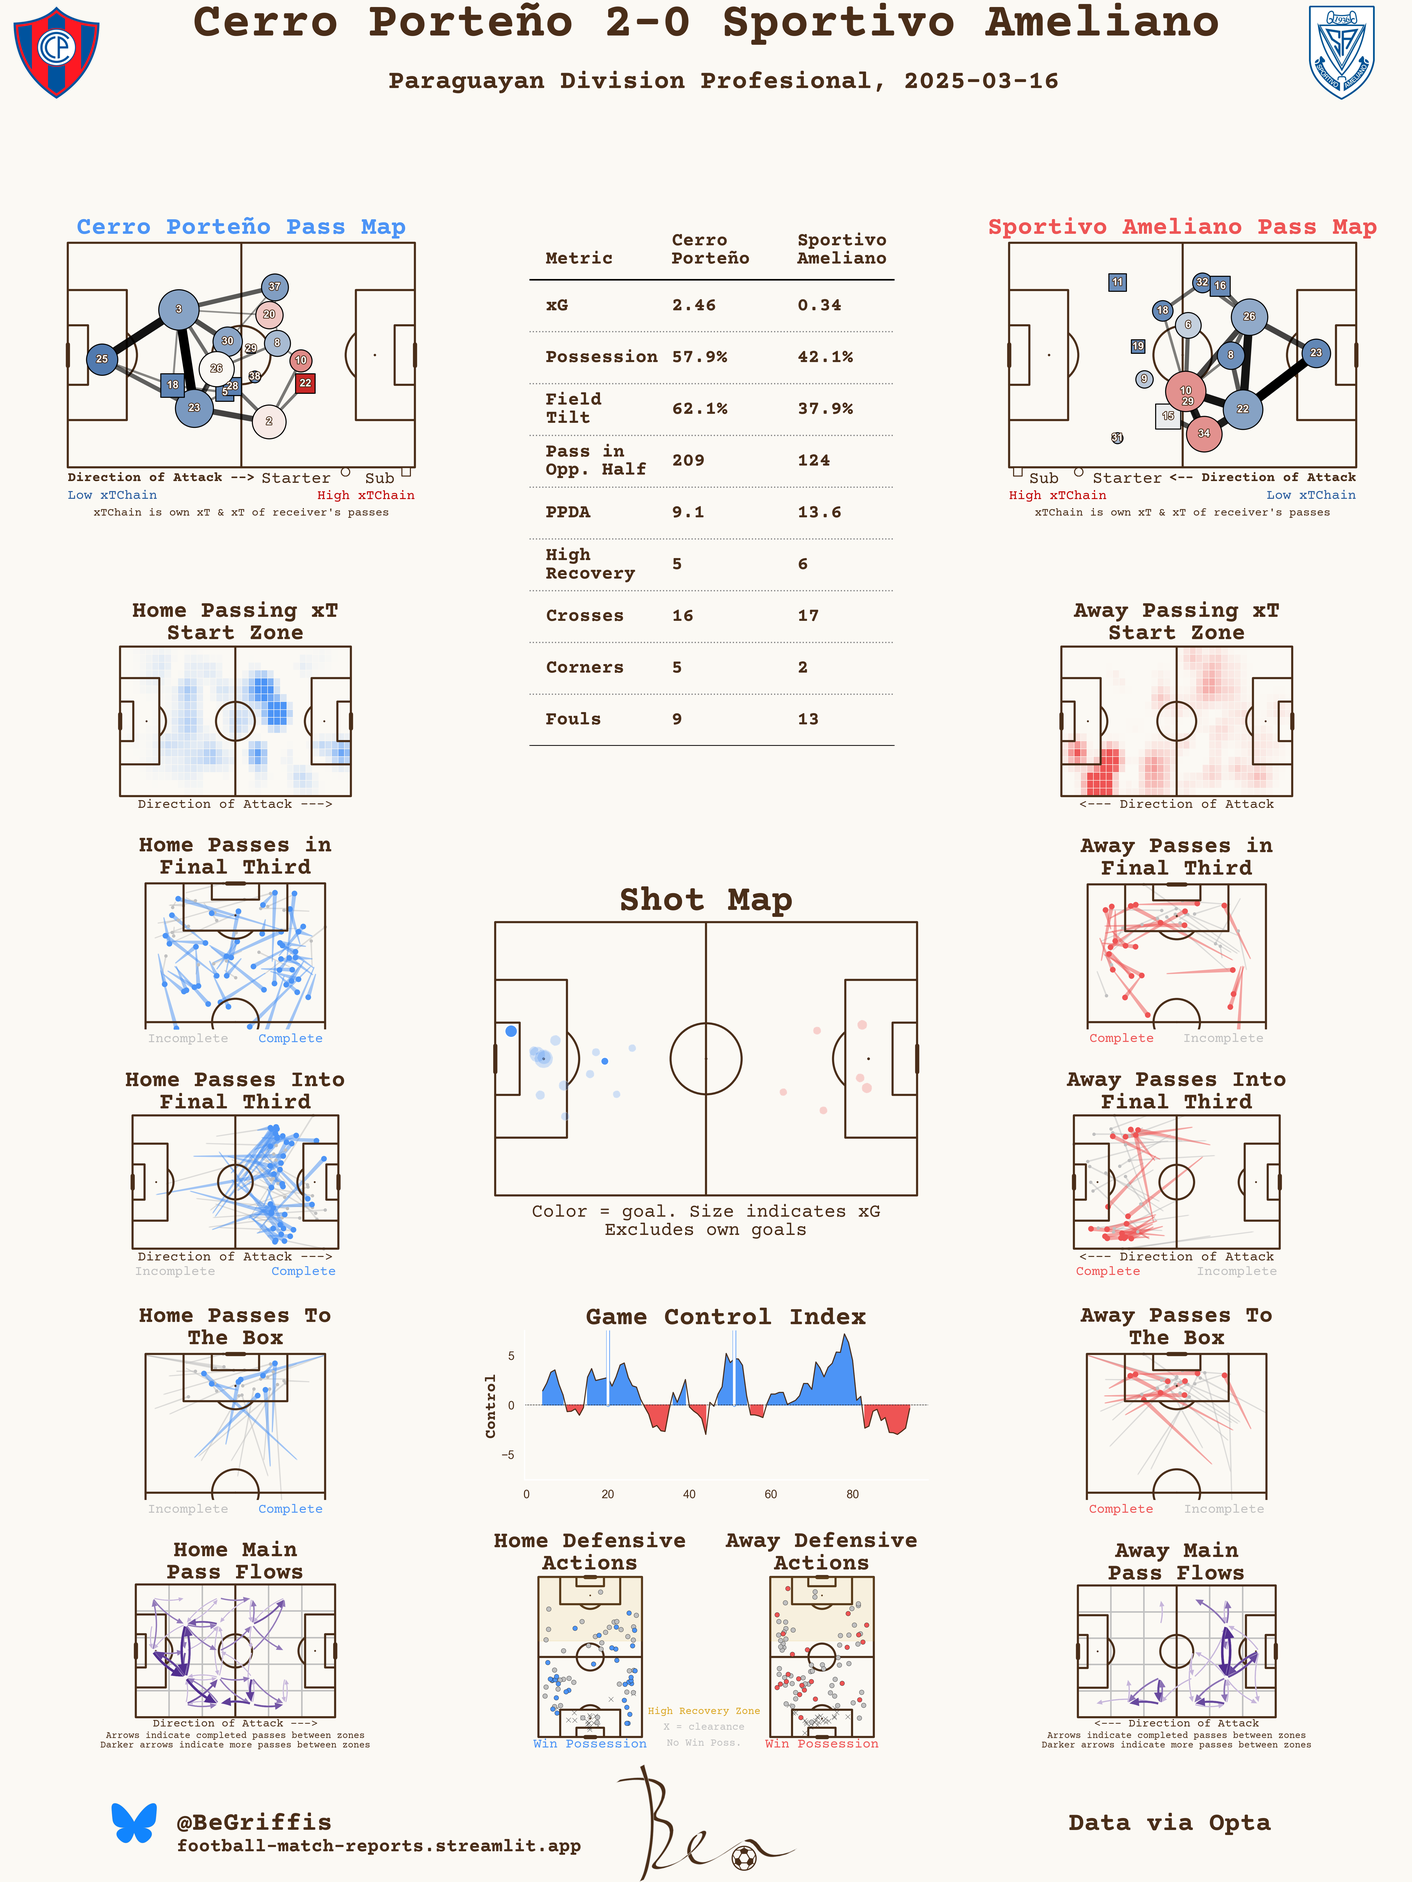 Cerro Porteño 2-0 Sportivo Ameliano
Paraguayan Division Profesional, 2025-03-16
CP
1936
SA
SPORTIVO AMELIANO
Cerro Porteño Pass Map
37
3
20
30
8
29
25
10
26
38
22
18
28
5
23
2
Direction of Attack --> Starter Sub
Low xTChain High xTChain
xTChain is own xT & xT of receiver's passes
Metric Cerro Porteño Sportivo Ameliano
xG 2.46 0.34
Possession 57.9% 42.1%
Field Tilt 62.1% 37.9%
Pass in Opp. Half 209 124
PPDA 9.1 13.6
High Recovery 5 6
Crosses 16 17
Corners 5 2
Fouls 9 13
Sportivo Ameliano Pass Map
11
32
16
18
26
6
19
8
23
9
10
29
22
15
34
31
Sub Starter <-- Direction of Attack
High xTChain Low xTChain
xTChain is own xT & xT of receiver's passes
Home Passing xT
Start Zone
Direction of Attack --->
Away Passing xT
Start Zone
<--- Direction of Attack
Home Passes in
Final Third
Incomplete Complete
Away Passes in
Final Third
Complete Incomplete
Shot Map
Color = goal. Size indicates xG
Excludes own goals
Home Passes Into
Final Third
Direction of Attack --->
Incomplete Complete
Away Passes Into
Final Third
<--- Direction of Attack
Complete Incomplete
Home Passes To
The Box
Incomplete Complete
Game Control Index
Control
5
0
−5
0 20 40 60 80
Away Passes To
The Box
Complete Incomplete
Home Main
Pass Flows
Direction of Attack --->
Arrows indicate completed passes between zones
Darker arrows indicate more passes between zones
Home Defensive
Actions
Win Possession
High Recovery Zone
X = clearance
No Win Poss.
Away Defensive
Actions
Win Possession
Away Main
Pass Flows
<--- Direction of Attack
Arrows indicate completed passes between zones
Darker arrows indicate more passes between zones
@BeGriffis
football-match-reports.streamlit.app
Ben
Data via Opta